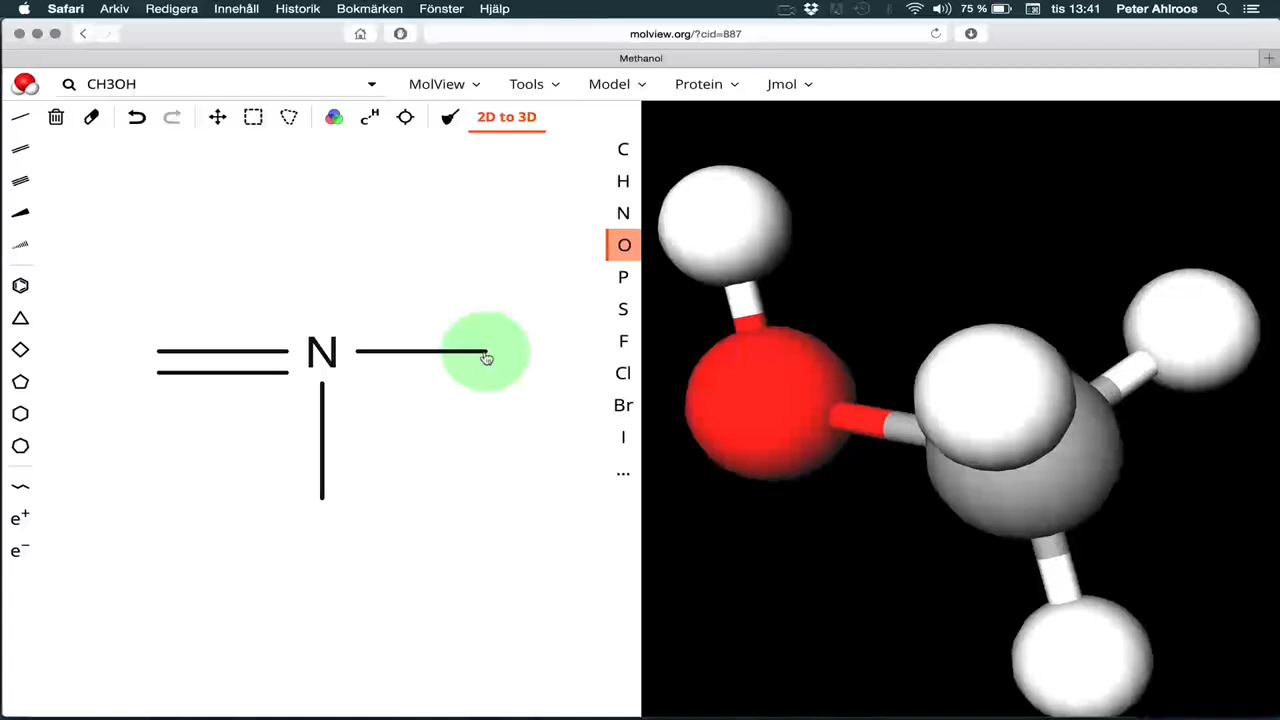 Safari Arkiv Redigera Innehåll Historik Bokmärken Fönster Hjälp 75 % tis 13:41 Peter Ahlroos
molview.org/?cid=887
Methanol
CH3OH MolView Tools Model Protein Jmol
cH 2D to 3D
C
H
N
O
P
S
F
Cl
Br
I
...
N
e+
e−